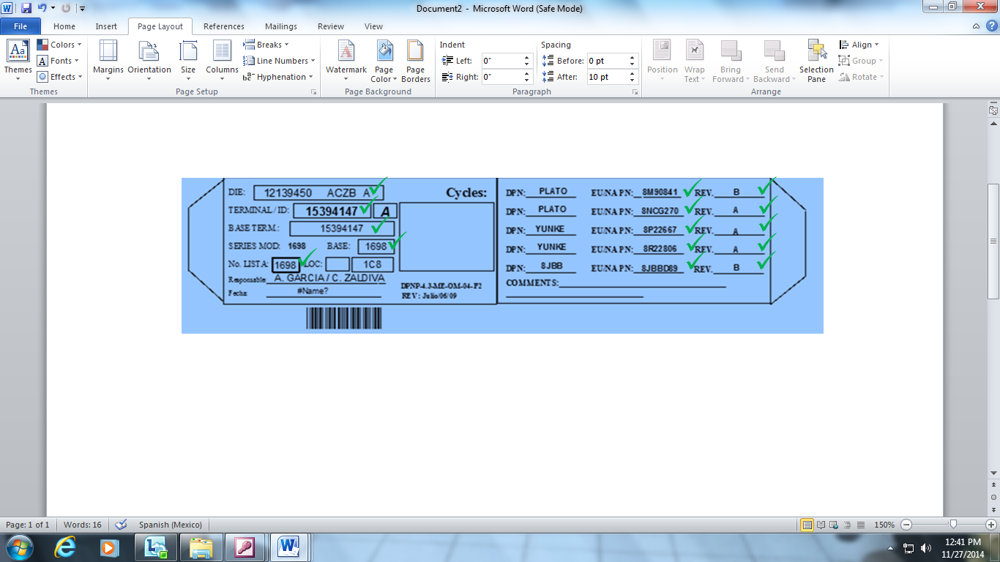 Document2 - Microsoft Word (Safe Mode)
File Home Insert Page Layout References Mailings Review View
Themes
Colors
Fonts
Effects
Themes
Margins Orientation Size Columns
Breaks
Line Numbers
Hyphenation
Page Setup
Watermark Page Color Page Borders
Page Background
Indent
Left: 0"
Right: 0"
Spacing
Before: 0 pt
After: 10 pt
Paragraph
Position Wrap Text Bring Forward Send Backward Selection Pane
Align
Group
Rotate
Arrange
DIE: 12139450 ACZB A
TERMINAL / ID: 15394147 A
BASE TERM.: 15394147
SERIES MOD: 1698 BASE: 1698
No. LISTA: 1698 LOC: 1C8
Responsable A. GARCIA / C. ZALDIVA
Fecha: #Name?
Cycles:
DPNP-4.3-ME-OM-04-F2
REV: Julio/06/09
DPN: PLATO EU/NA PN: 8M90841 REV. B
DPN: PLATO EU/NA PN: 8NCG270 REV. A
DPN: YUNKE EU/NA PN: 8P22667 REV. A
DPN: YUNKE EU/NA PN: 8R22806 REV. A
DPN: 8JBB EU/NA PN: 8JBBD89 REV. B
COMMENTS:
Page: 1 of 1 Words: 16 Spanish (Mexico) 150%
12:41 PM
11/27/2014